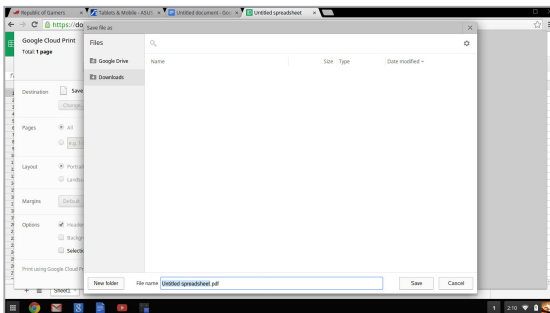 Republic of Gamers × Tablets & Mobile - ASUS × Untitled document - Goo × Untitled spreadsheet ×
https://do
Save file as ×
Google Cloud Print
Total: 1 page
Files
Google Drive
Downloads
Name Size Type Date modified
Destination Save
Change...
Pages All
e.g. 1-
Layout Portrait
Landsc
Margins Default
Options Header
Backgr
Selecti
Print using Google Cloud Pr
New folder File name Untitled spreadsheet.pdf Save Cancel
Sheet1
1 2:10